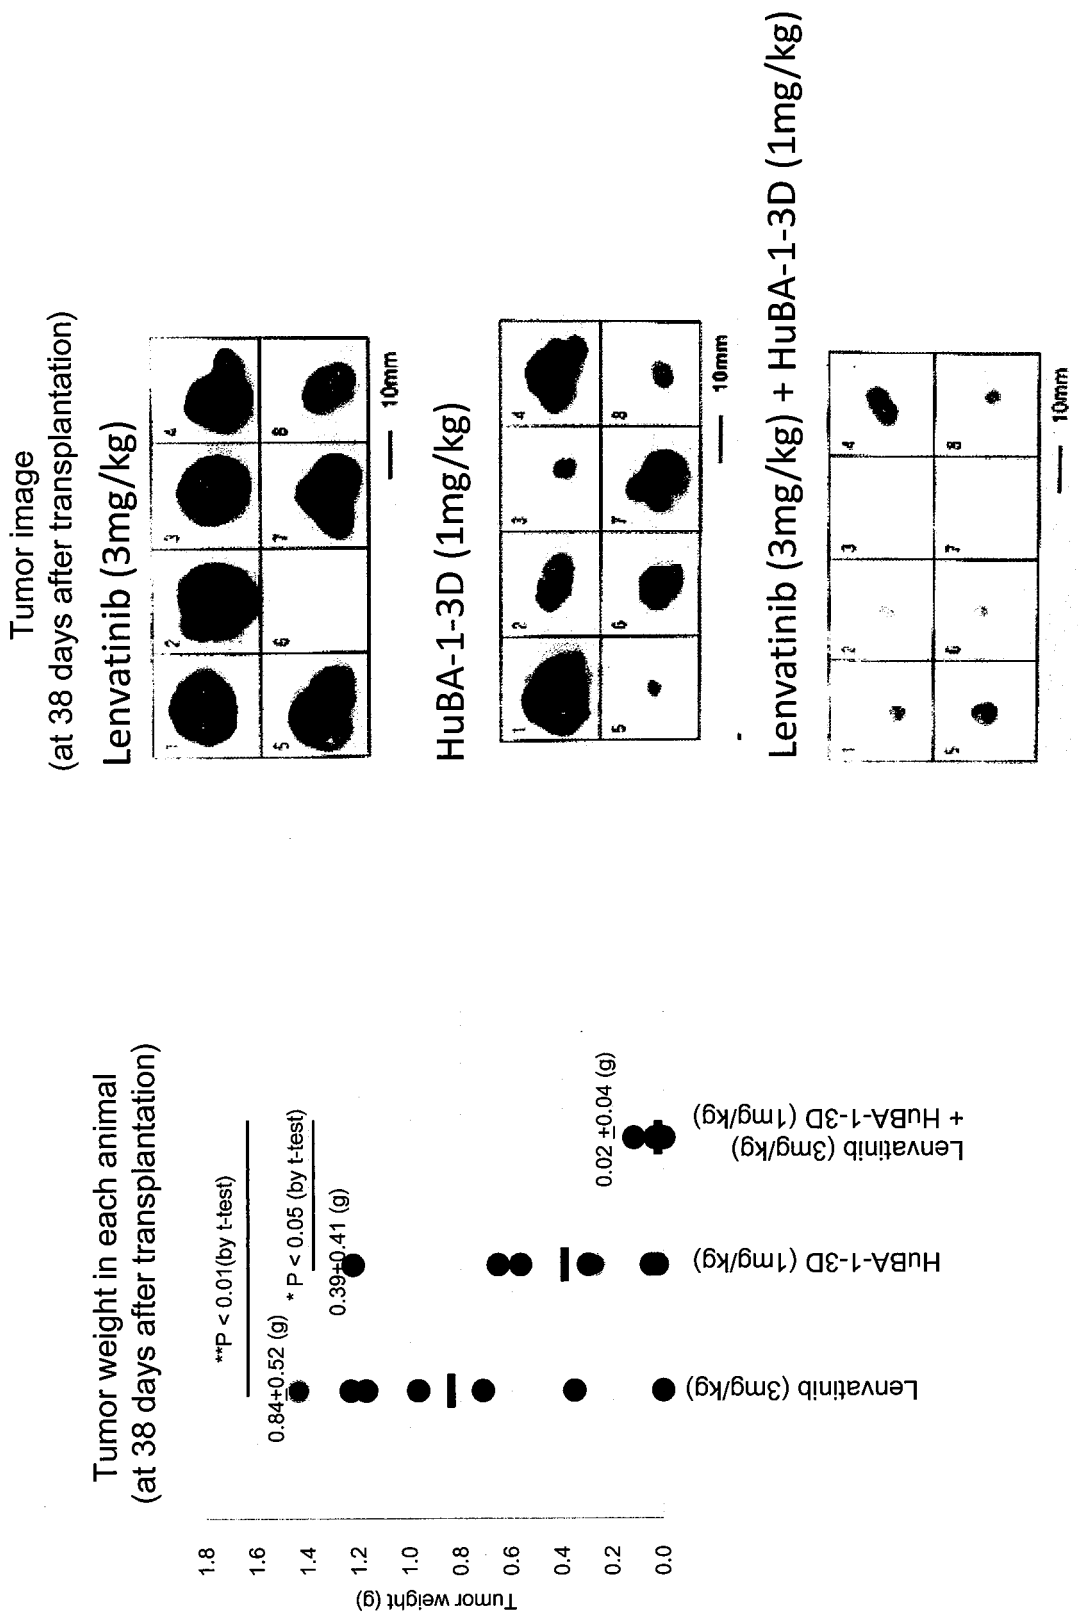 Tumor weight in each animal
(at 38 days after transplantation)
Tumor weight (g)
1.8
1.6
1.4
1.2
1.0
0.8
0.6
0.4
0.2
0.0
**P < 0.01(by t-test)
* P < 0.05 (by t-test)
0.84±0.52 (g)
0.39±0.41 (g)
0.02 ±0.04 (g)
Lenvatinib (3mg/kg)
HuBA-1-3D (1mg/kg)
Lenvatinib (3mg/kg)
+ HuBA-1-3D (1mg/kg)
Tumor image
(at 38 days after transplantation)
Lenvatinib (3mg/kg)
1
2
3
4
5
6
7
8
10mm
HuBA-1-3D (1mg/kg)
1
2
3
4
5
6
7
8
10mm
Lenvatinib (3mg/kg) + HuBA-1-3D (1mg/kg)
1
2
3
4
5
6
7
8
10mm